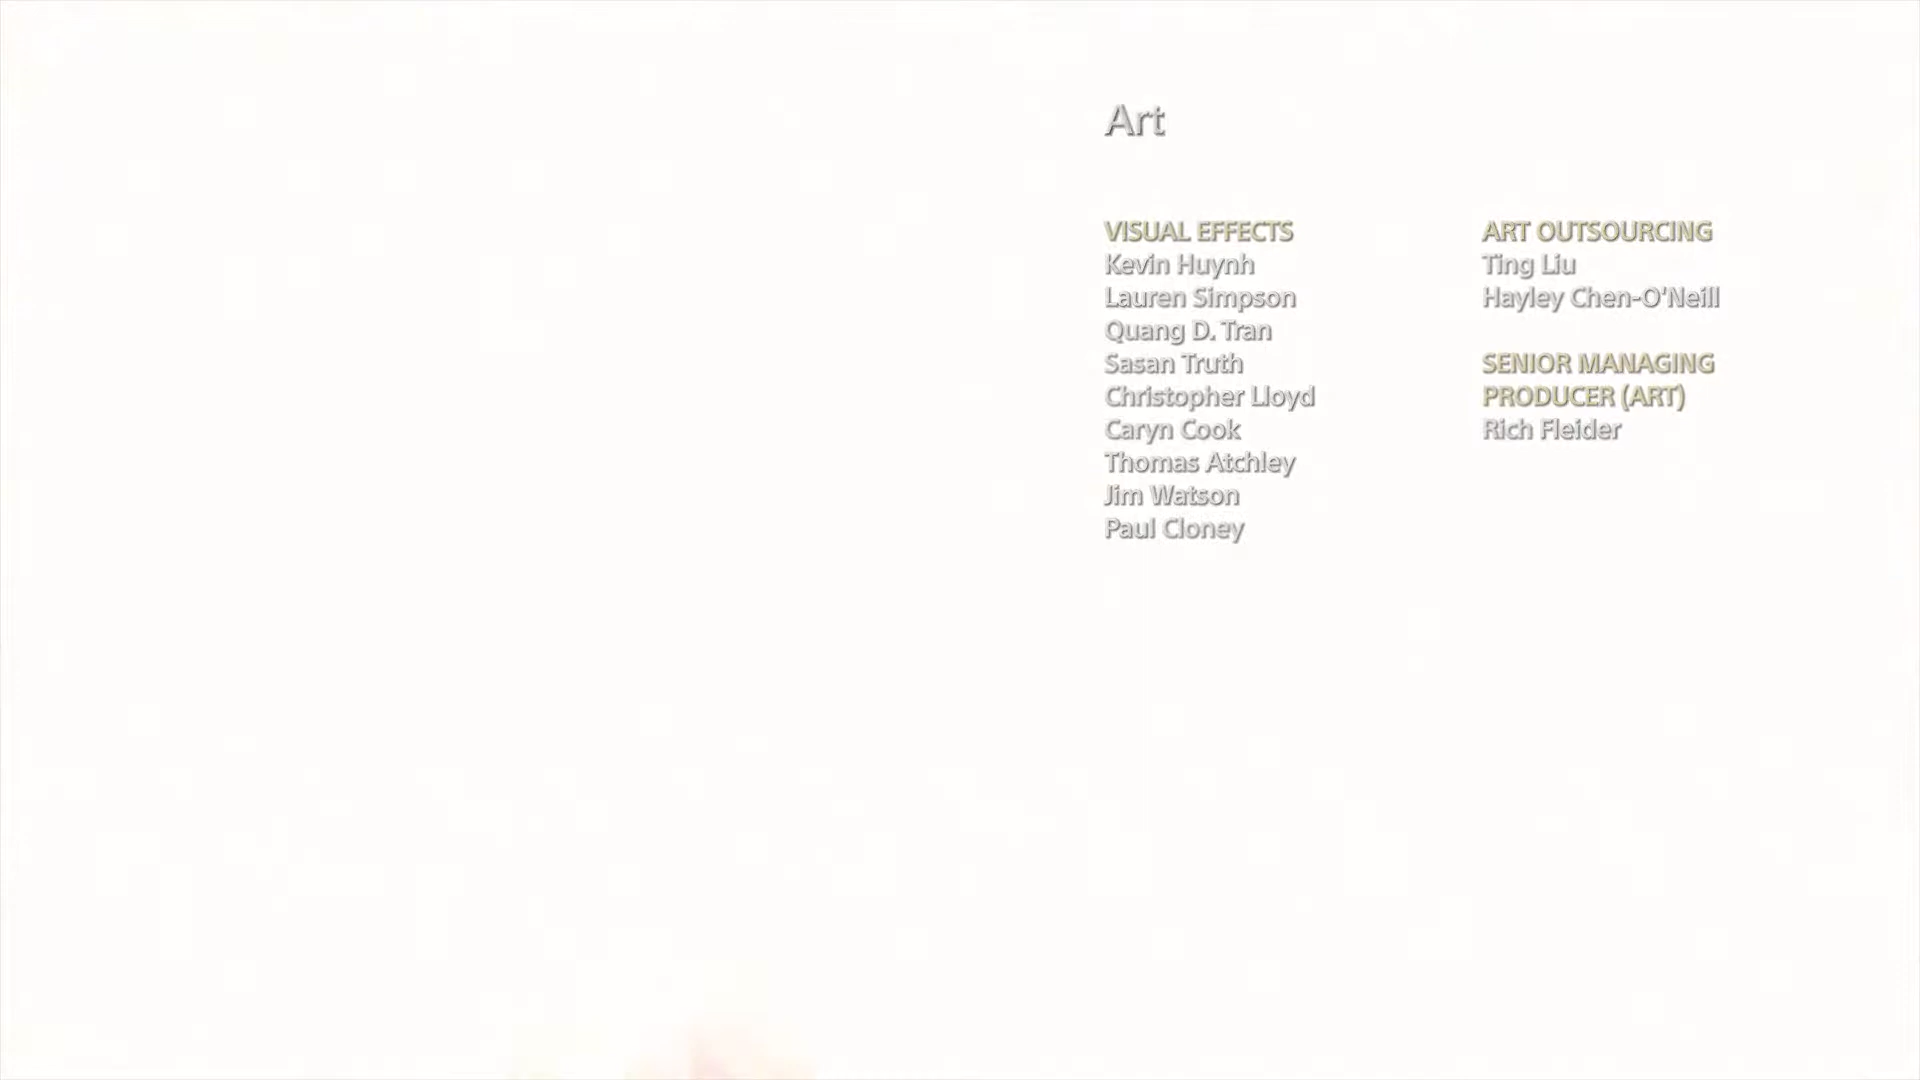 Art
VISUAL EFFECTS
Kevin Huynh
Lauren Simpson
Quang D. Tran
Sasan Truth
Christopher Lloyd
Caryn Cook
Thomas Atchley
Jim Watson
Paul Cloney
ART OUTSOURCING
Ting Liu
Hayley Chen-O'Neill
SENIOR MANAGING
PRODUCER (ART)
Rich Fleider